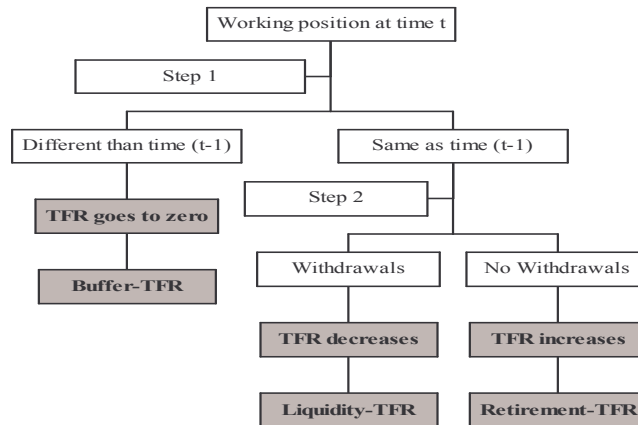 Working position at time t
Step 1
Different than time (t-1)
Same as time (t-1)
TFR goes to zero
Step 2
Buffer-TFR
Withdrawals
No Withdrawals
TFR decreases
TFR increases
Liquidity-TFR
Retirement-TFR